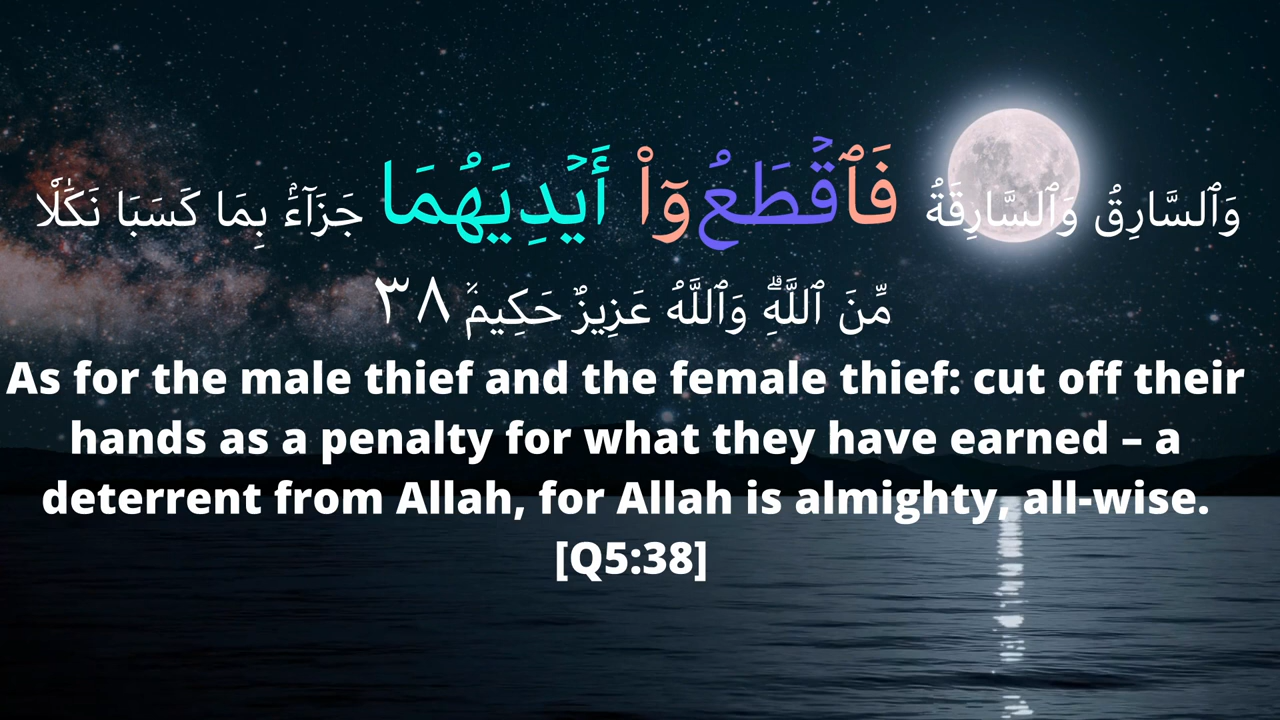 وَٱلسَّارِقُ وَٱلسَّارِقَةُ فَٱقۡطَعُوٓاْ أَيۡدِيَهُمَا جَزَآءَۢ بِمَا كَسَبَا نَكَٰلٗا
مِّنَ ٱللَّهِۗ وَٱللَّهُ عَزِيزٌ حَكِيمٞ ٣٨
As for the male thief and the female thief: cut off their
hands as a penalty for what they have earned – a
deterrent from Allah, for Allah is almighty, all-wise.
[Q5:38]